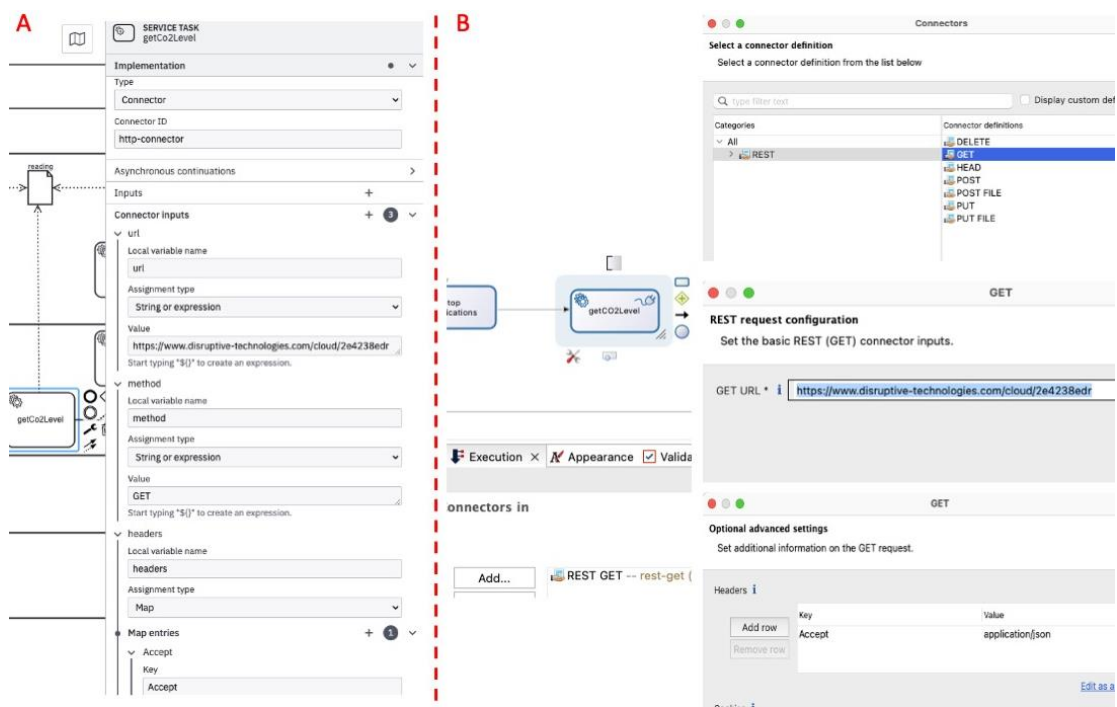 A
SERVICE TASK
getCo2Level
Implementation
Type
Connector
Connector ID
http-connector
Asynchronous continuations
Inputs
Connector inputs
3
url
Local variable name
url
Assignment type
String or expression
Value
https://www.disruptive-technologies.com/cloud/2e4238edr
Start typing "${}" to create an expression.
method
Local variable name
method
Assignment type
String or expression
Value
GET
Start typing "${}" to create an expression.
headers
Local variable name
headers
Assignment type
Map
Map entries
1
Accept
Key
Accept
reading
getCo2Level
B
top
ications
getCO2Level
Execution
Appearance
Valida
onnectors in
Add...
REST GET -- rest-get (
Connectors
Select a connector definition
Select a connector definition from the list below
type filter text
Display custom def
Categories
All
REST
Connector definitions
DELETE
GET
HEAD
POST
POST FILE
PUT
PUT FILE
GET
REST request configuration
Set the basic REST (GET) connector inputs.
GET URL * i
https://www.disruptive-technologies.com/cloud/2e4238edr
GET
Optional advanced settings
Set additional information on the GET request.
Headers i
Add row
Remove row
Key Value
Accept application/json
Edit as a